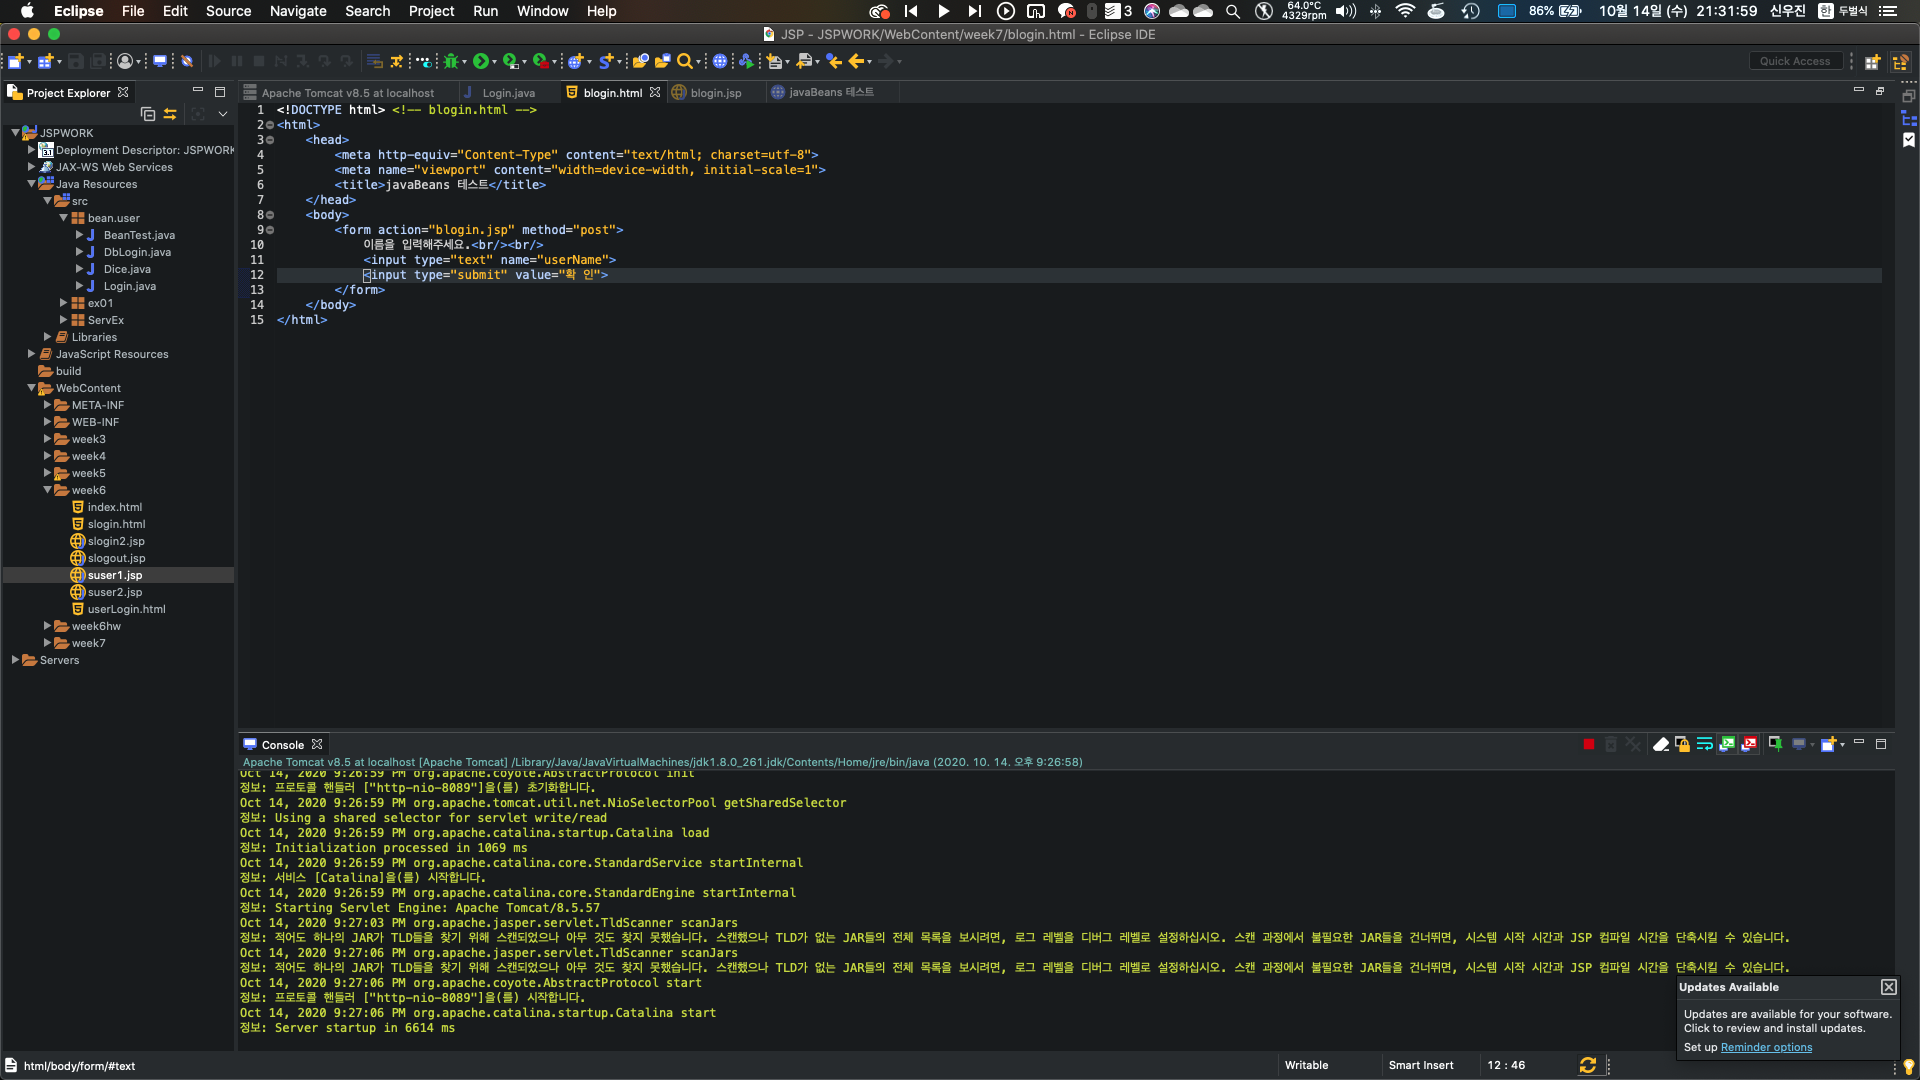 Eclipse File Edit Source Navigate Search Project Run Window Help
3 64.0°C 4329rpm 86% 10월 14일 (수) 21:31:59 신우진 한 두벌식
JSP - JSPWORK/WebContent/week7/blogin.html - Eclipse IDE
Quick Access
Project Explorer
JSPWORK
Deployment Descriptor: JSPWORK
JAX-WS Web Services
Java Resources
src
bean.user
BeanTest.java
DbLogin.java
Dice.java
Login.java
ex01
ServEx
Libraries
JavaScript Resources
build
WebContent
META-INF
WEB-INF
week3
week4
week5
week6
index.html
slogin.html
slogin2.jsp
slogout.jsp
suser1.jsp
suser2.jsp
userLogin.html
week6hw
week7
Servers
Apache Tomcat v8.5 at localhost Login.java blogin.html blogin.jsp javaBeans 테스트
1 <!DOCTYPE html> <!-- blogin.html -->
2 <html>
3 <head>
4 <meta http-equiv="Content-Type" content="text/html; charset=utf-8">
5 <meta name="viewport" content="width=device-width, initial-scale=1">
6 <title>javaBeans 테스트</title>
7 </head>
8 <body>
9 <form action="blogin.jsp" method="post">
10 이름을 입력해주세요.<br/><br/>
11 <input type="text" name="userName">
12 <input type="submit" value="확 인">
13 </form>
14 </body>
15 </html>
Console
Apache Tomcat v8.5 at localhost [Apache Tomcat] /Library/Java/JavaVirtualMachines/jdk1.8.0_261.jdk/Contents/Home/jre/bin/java (2020. 10. 14. 오후 9:26:58)
Oct 14, 2020 9:26:59 PM org.apache.coyote.AbstractProtocol init
정보: 프로토콜 핸들러 ["http-nio-8089"]을(를) 초기화합니다.
Oct 14, 2020 9:26:59 PM org.apache.tomcat.util.net.NioSelectorPool getSharedSelector
정보: Using a shared selector for servlet write/read
Oct 14, 2020 9:26:59 PM org.apache.catalina.startup.Catalina load
정보: Initialization processed in 1069 ms
Oct 14, 2020 9:26:59 PM org.apache.catalina.core.StandardService startInternal
정보: 서비스 [Catalina]을(를) 시작합니다.
Oct 14, 2020 9:26:59 PM org.apache.catalina.core.StandardEngine startInternal
정보: Starting Servlet Engine: Apache Tomcat/8.5.57
Oct 14, 2020 9:27:03 PM org.apache.jasper.servlet.TldScanner scanJars
정보: 적어도 하나의 JAR가 TLD들을 찾기 위해 스캔되었으나 아무 것도 찾지 못했습니다. 스캔했으나 TLD가 없는 JAR들의 전체 목록을 보시려면, 로그 레벨을 디버그 레벨로 설정하십시오. 스캔 과정에서 불필요한 JAR들을 건너뛰면, 시스템 시작 시간과 JSP 컴파일 시간을 단축시킬 수 있습니다.
Oct 14, 2020 9:27:06 PM org.apache.jasper.servlet.TldScanner scanJars
정보: 적어도 하나의 JAR가 TLD들을 찾기 위해 스캔되었으나 아무 것도 찾지 못했습니다. 스캔했으나 TLD가 없는 JAR들의 전체 목록을 보시려면, 로그 레벨을 디버그 레벨로 설정하십시오. 스캔 과정에서 불필요한 JAR들을 건너뛰면, 시스템 시작 시간과 JSP 컴파일 시간을 단축시킬 수 있습니다.
Oct 14, 2020 9:27:06 PM org.apache.coyote.AbstractProtocol start
정보: 프로토콜 핸들러 ["http-nio-8089"]을(를) 시작합니다.
Oct 14, 2020 9:27:06 PM org.apache.catalina.startup.Catalina start
정보: Server startup in 6614 ms
Updates Available
Updates are available for your software.
Click to review and install updates.
Set up Reminder options
html/body/form/#text Writable Smart Insert 12 : 46